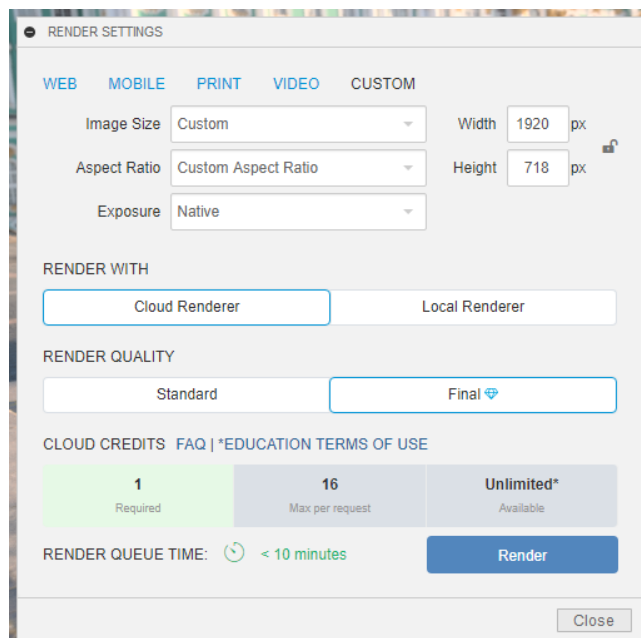 RENDER SETTINGS
WEB MOBILE PRINT VIDEO CUSTOM
Image Size Custom Width 1920 px
Aspect Ratio Custom Aspect Ratio Height 718 px
Exposure Native
RENDER WITH
Cloud Renderer Local Renderer
RENDER QUALITY
Standard Final
CLOUD CREDITS FAQ | *EDUCATION TERMS OF USE
1 16 Unlimited*
Required Max per request Available
RENDER QUEUE TIME: < 10 minutes Render
Close